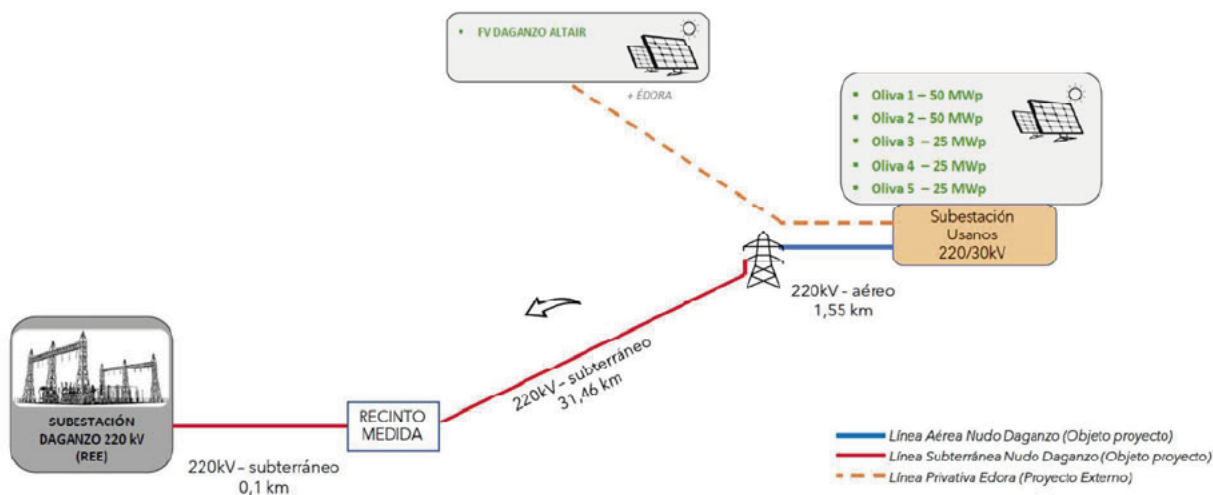 FV DAGANZO ALTAIR
+ ÉDORA
Oliva 1 – 50 MWp
Oliva 2 – 50 MWp
Oliva 3 – 25 MWp
Oliva 4 – 25 MWp
Oliva 5 – 25 MWp
Subestación
Usanos
220/30kV
220kV – aéreo
1,55 km
220kV – subterráneo
31,46 km
SUBESTACIÓN
DAGANZO 220 kV
(REE)
RECINTO
MEDIDA
220kV – subterráneo
0,1 km
Línea Aérea Nudo Daganzo (Objeto proyecto)
Línea Subterránea Nudo Daganzo (Objeto proyecto)
Línea Privativa Edora (Proyecto Externo)